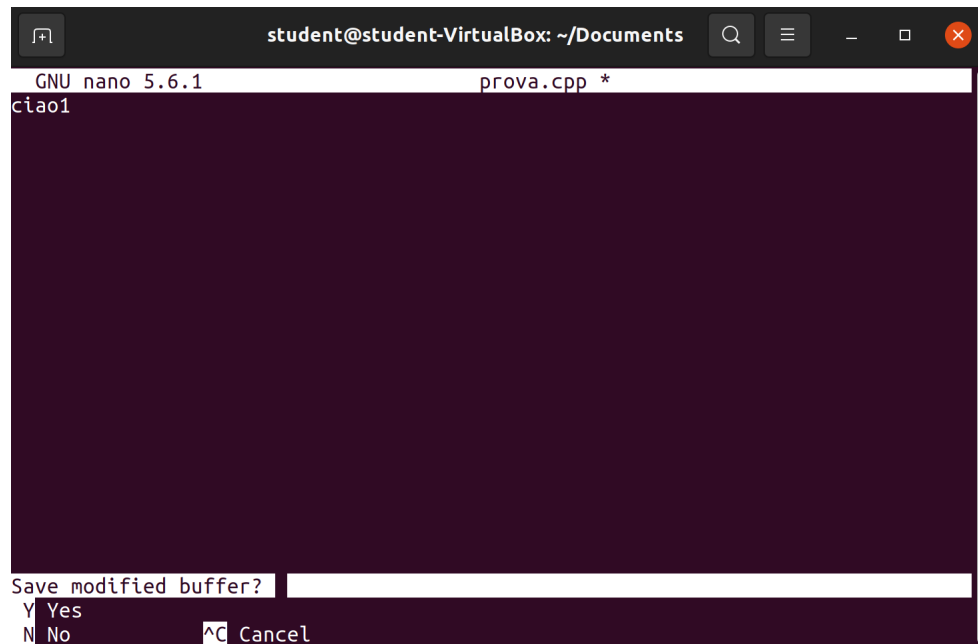 student@student-VirtualBox: ~/Documents
GNU nano 5.6.1 prova.cpp *
ciao1
Save modified buffer?
Y Yes
N No ^C Cancel